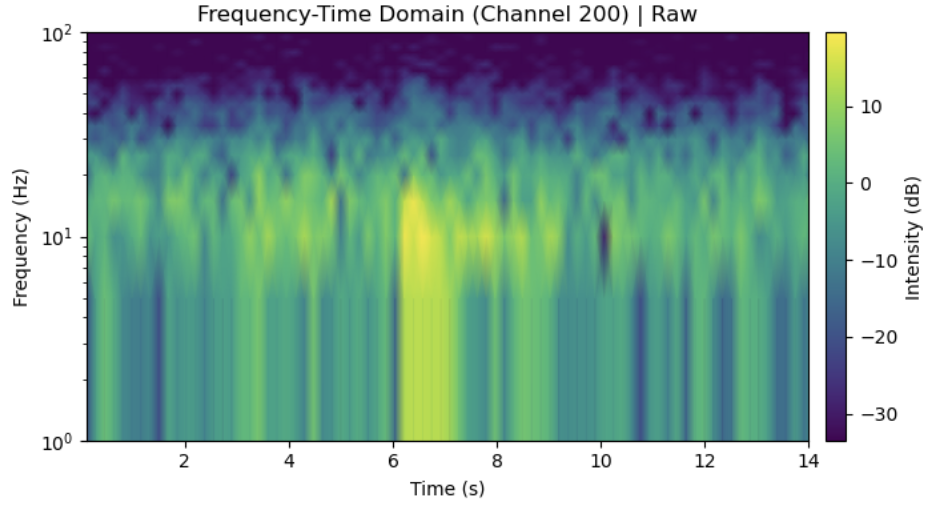 Frequency-Time Domain (Channel 200) | Raw
10²
10¹
10⁰
Frequency (Hz)
2 4 6 8 10 12 14
Time (s)
10
0
−10
−20
−30
Intensity (dB)